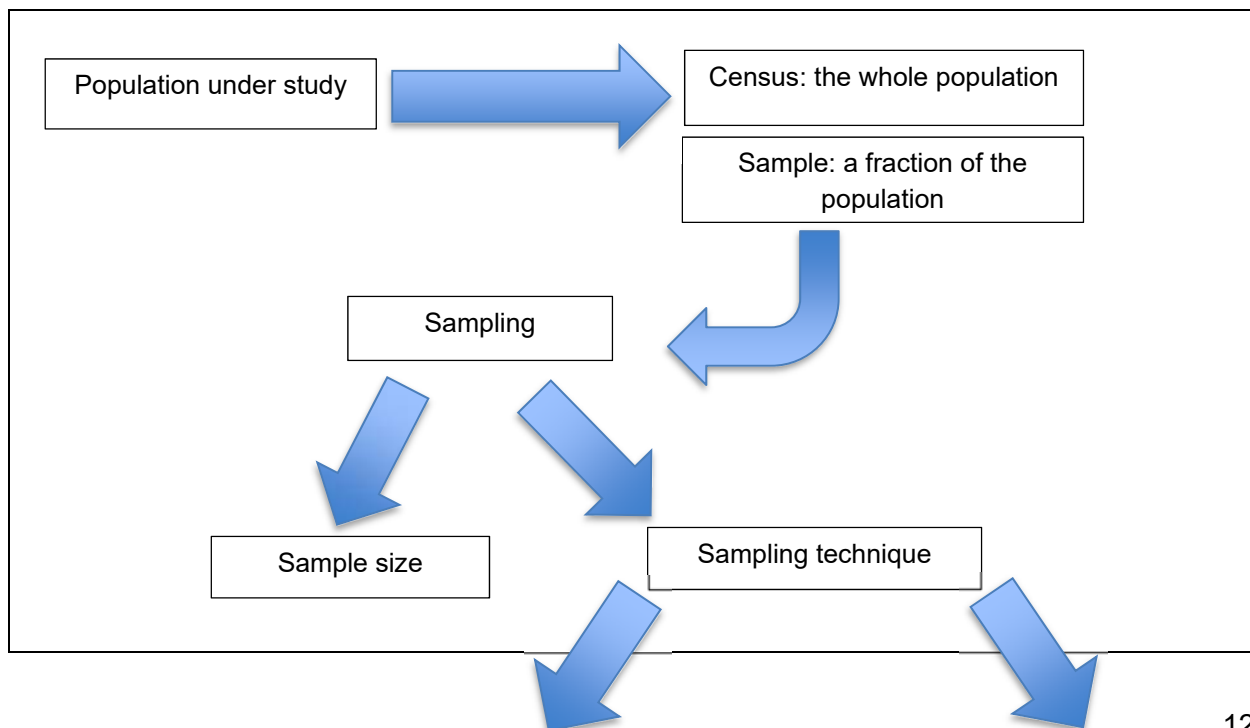 Population under study
Census: the whole population
Sample: a fraction of the
population
Sampling
Sample size
Sampling technique
12